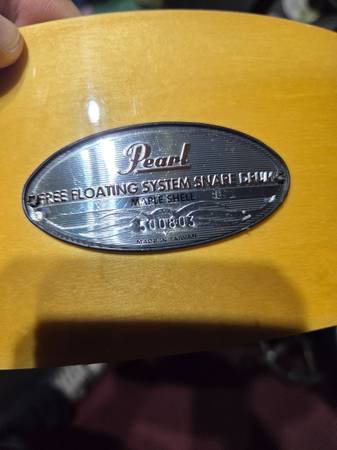 Pearl
FREE FLOATING SYSTEM SNARE DRUM
MAPLE SHELL
500803
MADE IN TAIWAN